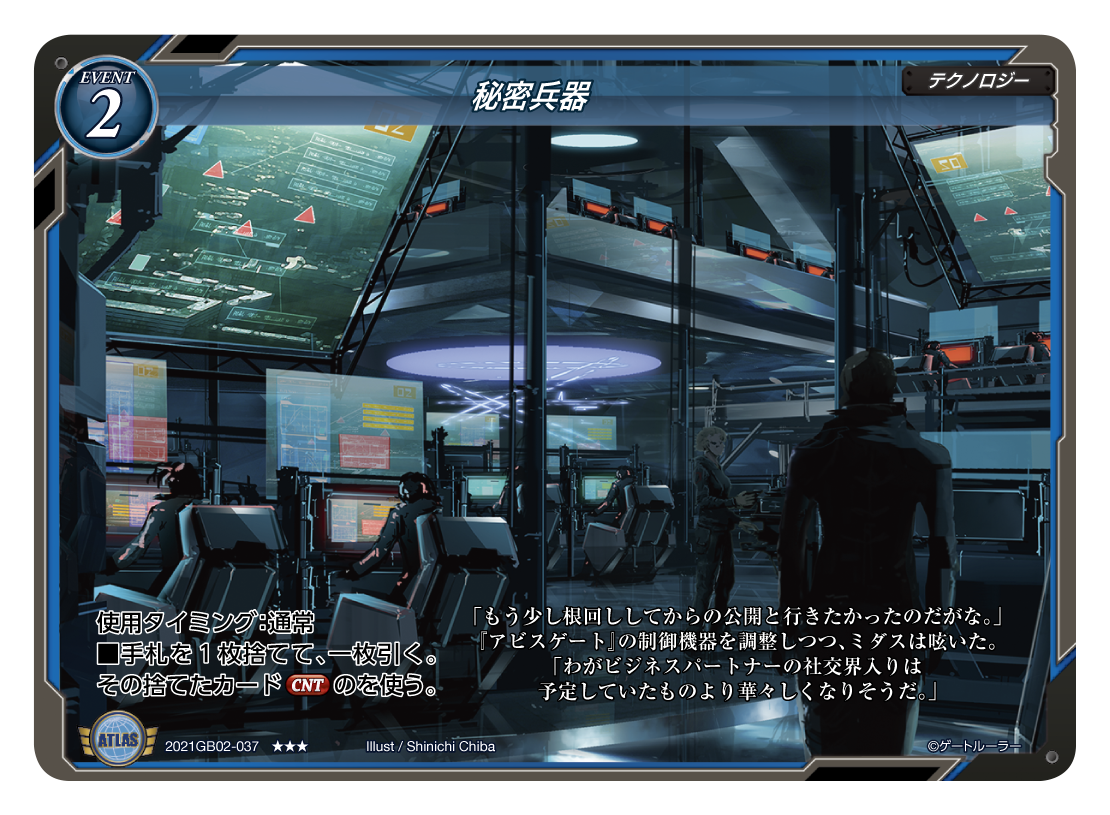 EVENT
2
秘密兵器
テクノロジー
使用タイミング：通常
■手札を１枚捨てて、一枚引く。
その捨てたカード CNT のを使う。
「もう少し根回ししてからの公開と行きたかったのだがな。」
『アビスゲート』の制御機器を調整しつつ、ミダスは呟いた。
「わがビジネスパートナーの社交界入りは
予定していたものより華々しくなりそうだ。」
ATLAS
2021GB02-037 ★★★
Illust / Shinichi Chiba
©ゲートルーラー